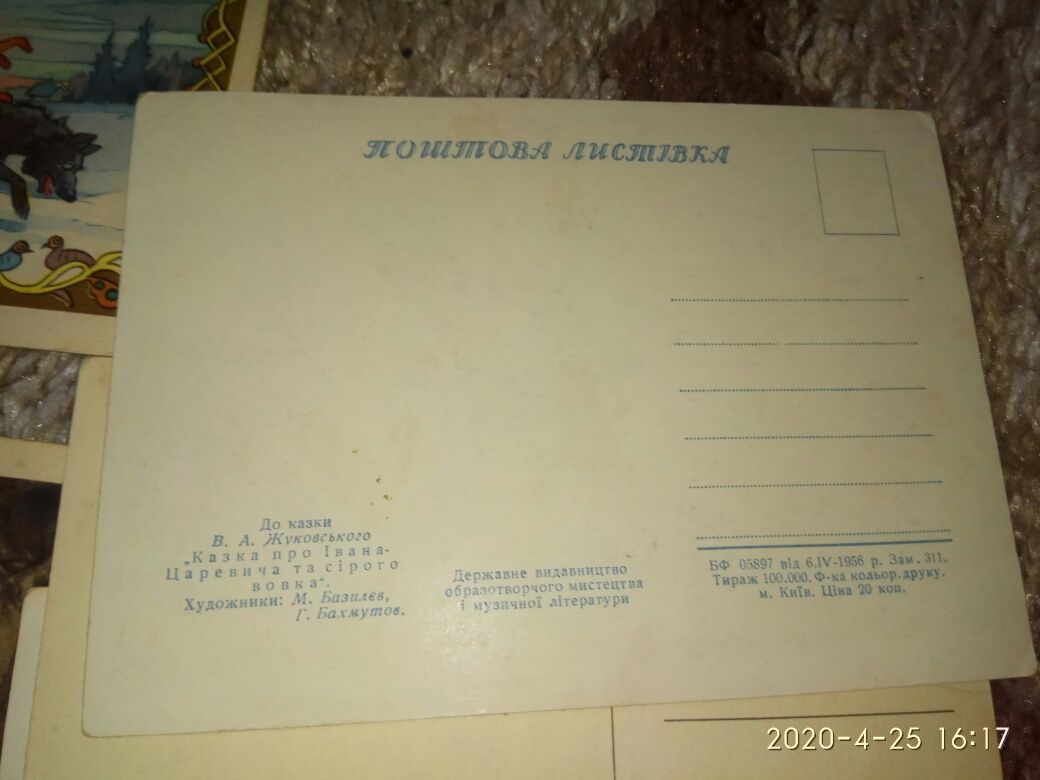 ПОШТОВА ЛИСТІВКА
До казки
В. А. Жуковського
„Казка про Івана-
Царевича та сірого
вовка“.
Художники: М. Базилєв,
Г. Бахмутов.
Державне видавництво
образотворчого мистецтва
і музичної літератури
БФ 05897 від 6.IV-1956 р. Зам. 311.
Тираж 100.000. Ф-ка кольор. друку.
м. Київ. Ціна 20 коп.
2020-4-25 16:17